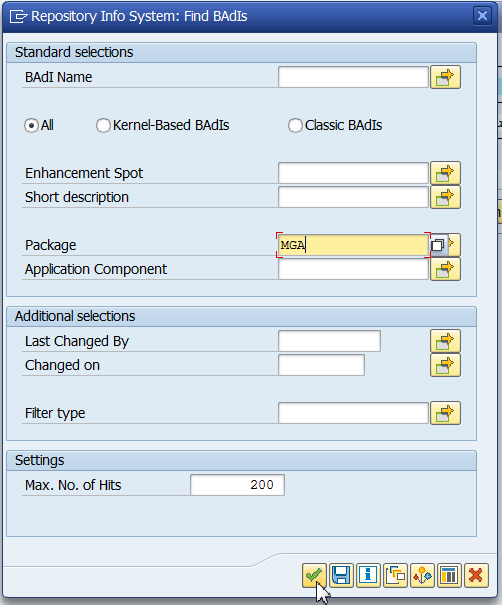 Repository Info System: Find BAdIs
Standard selections
BAdI Name
All Kernel-Based BAdIs Classic BAdIs
Enhancement Spot
Short description
Package MGA
Application Component
Additional selections
Last Changed By
Changed on
Filter type
Settings
Max. No. of Hits 200